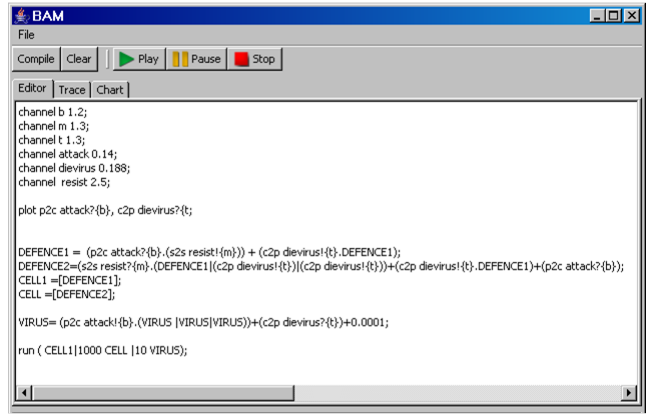 BAM
File
Compile Clear Play Pause Stop
Editor Trace Chart
channel b 1.2;
channel m 1.3;
channel t 1.3;
channel attack 0.14;
channel dievirus 0.188;
channel resist 2.5;
plot p2c attack?{b}, c2p dievirus?{t;
DEFENCE1 = (p2c attack?{b}.(s2s resist!{m})) + (c2p dievirus!{t}.DEFENCE1);
DEFENCE2=(s2s resist?{m}.(DEFENCE1|(c2p dievirus!{t})|(c2p dievirus!{t}))+(c2p dievirus!{t}.DEFENCE1)+(p2c attack?{b});
CELL1 =[DEFENCE1];
CELL =[DEFENCE2];
VIRUS= (p2c attack!{b}.(VIRUS |VIRUS|VIRUS))+(c2p dievirus?{t})+0.0001;
run ( CELL1|1000 CELL |10 VIRUS);